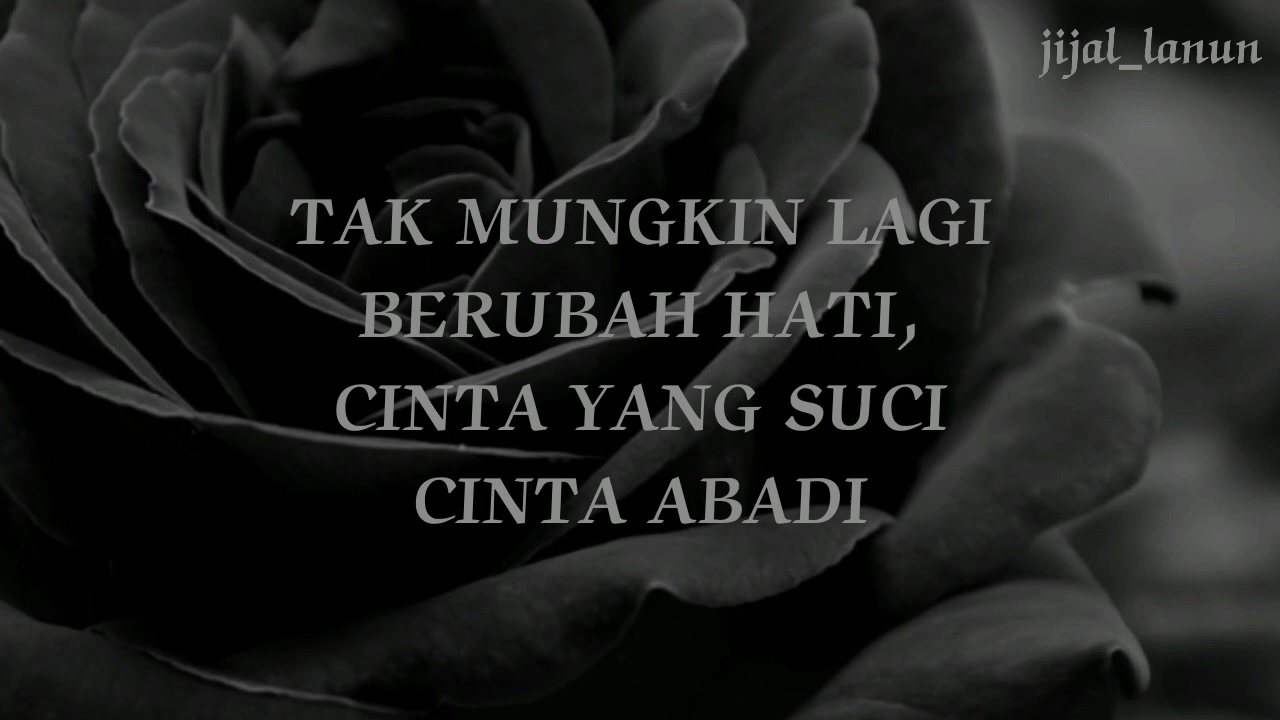 jijal_lanun
TAK MUNGKIN LAGI
BERUBAH HATI,
CINTA YANG SUCI
CINTA ABADI